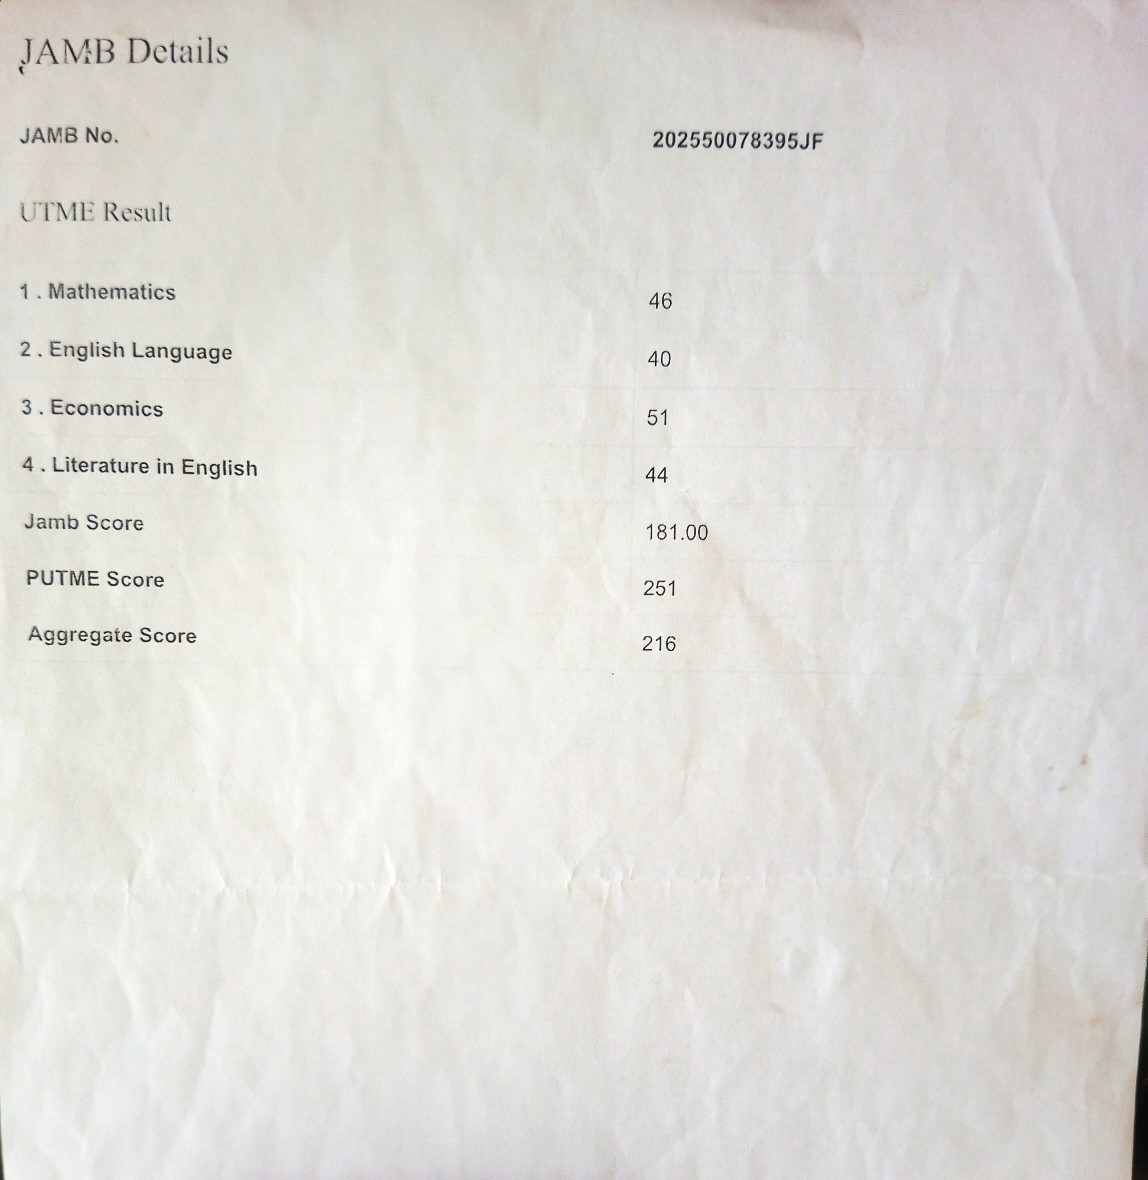 JAMB Details
JAMB No. 202550078395JF
UTME Result
1 . Mathematics 46
2 . English Language 40
3 . Economics 51
4 . Literature in English 44
Jamb Score 181.00
PUTME Score 251
Aggregate Score 216